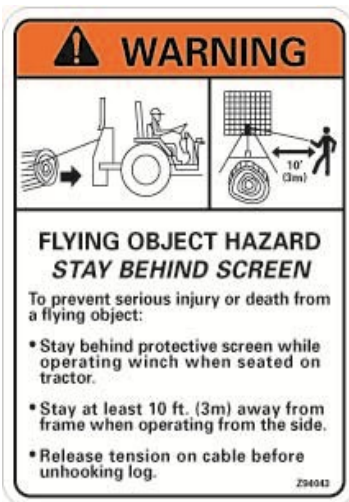 WARNING
10'
(3m)
FLYING OBJECT HAZARD
STAY BEHIND SCREEN
To prevent serious injury or death from
a flying object:
• Stay behind protective screen while
operating winch when seated on
tractor.
• Stay at least 10 ft. (3m) away from
frame when operating from the side.
• Release tension on cable before
unhooking log.
Z94043